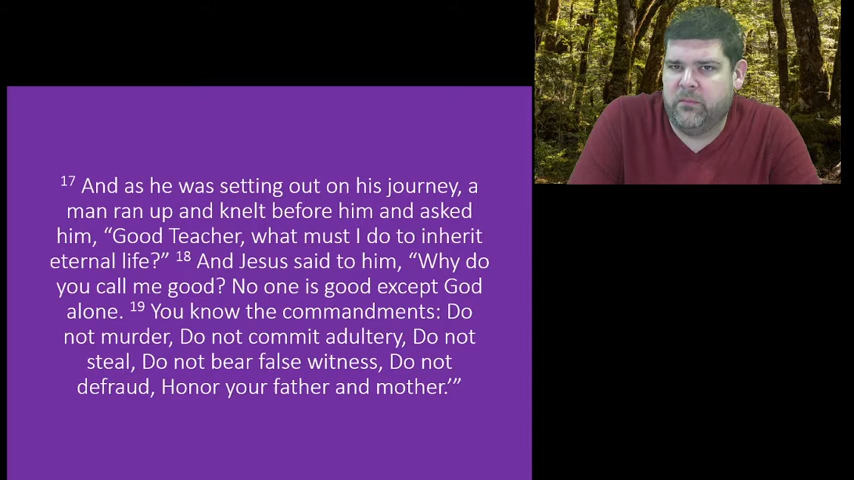 17 And as he was setting out on his journey, a
man ran up and knelt before him and asked
him, “Good Teacher, what must I do to inherit
eternal life?” 18 And Jesus said to him, “Why do
you call me good? No one is good except God
alone. 19 You know the commandments: Do
not murder, Do not commit adultery, Do not
steal, Do not bear false witness, Do not
defraud, Honor your father and mother.’”